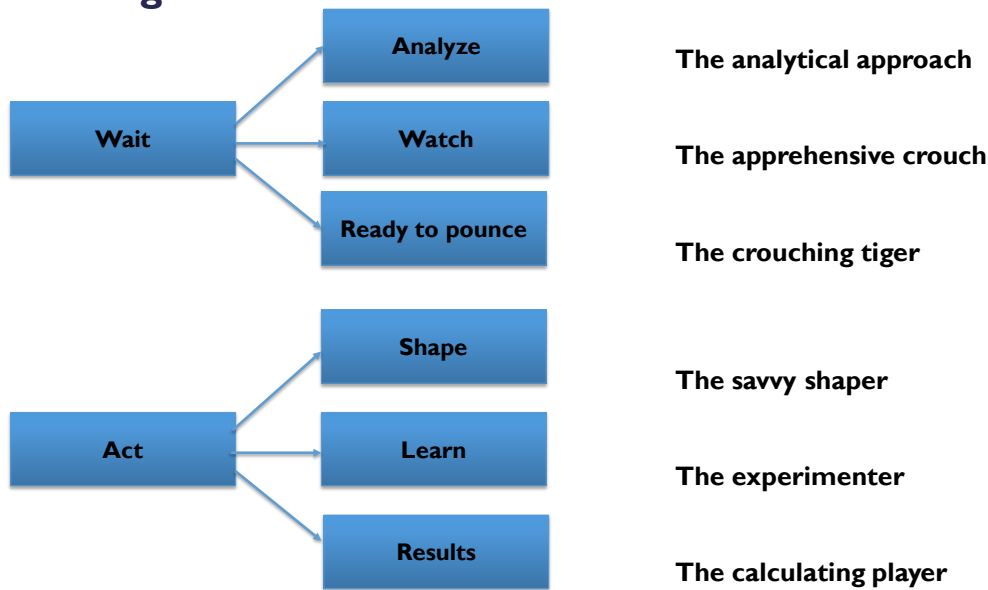 Analyze
The analytical approach
Wait
Watch
The apprehensive crouch
Ready to pounce
The crouching tiger
Shape
The savvy shaper
Act
Learn
The experimenter
Results
The calculating player